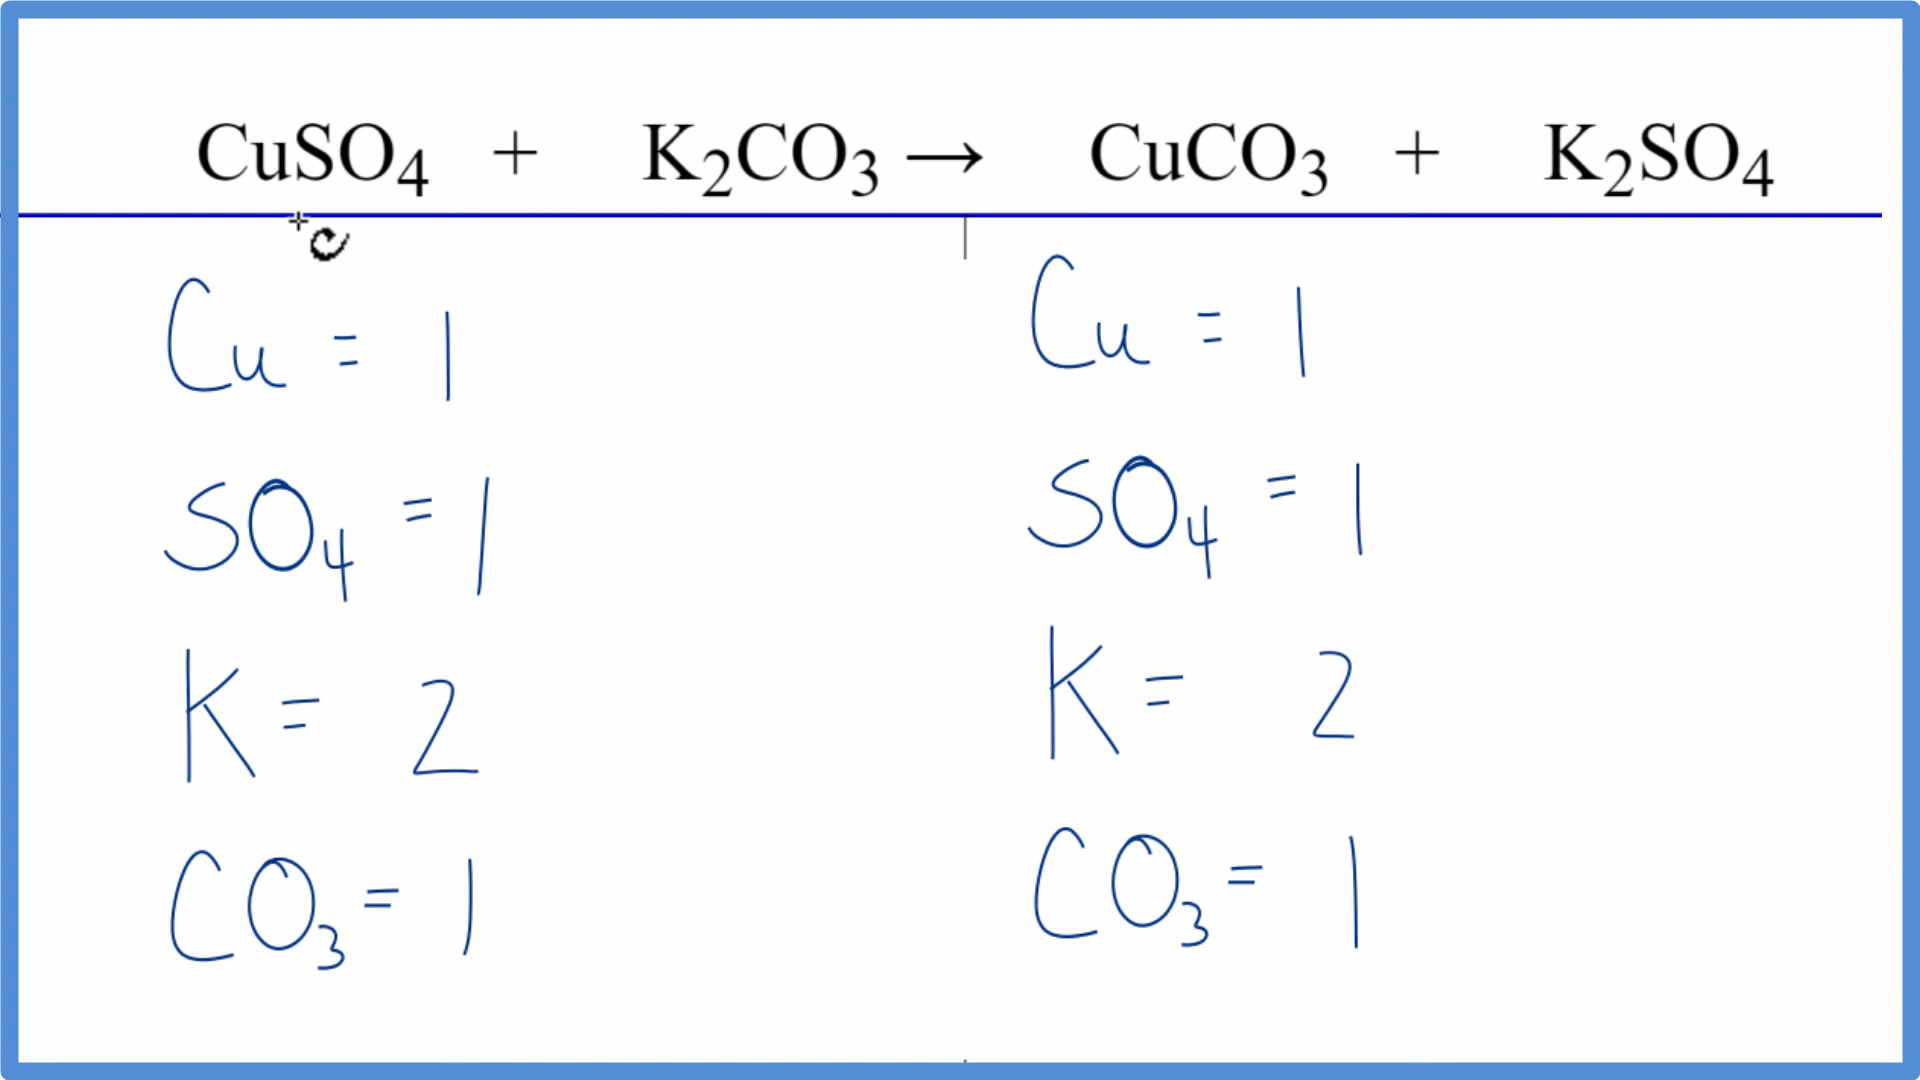 CuSO₄ + K₂CO₃ → CuCO₃ + K₂SO₄
Cu = 1
SO₄ = 1
K = 2
CO₃ = 1
Cu = 1
SO₄ = 1
K = 2
CO₃ = 1